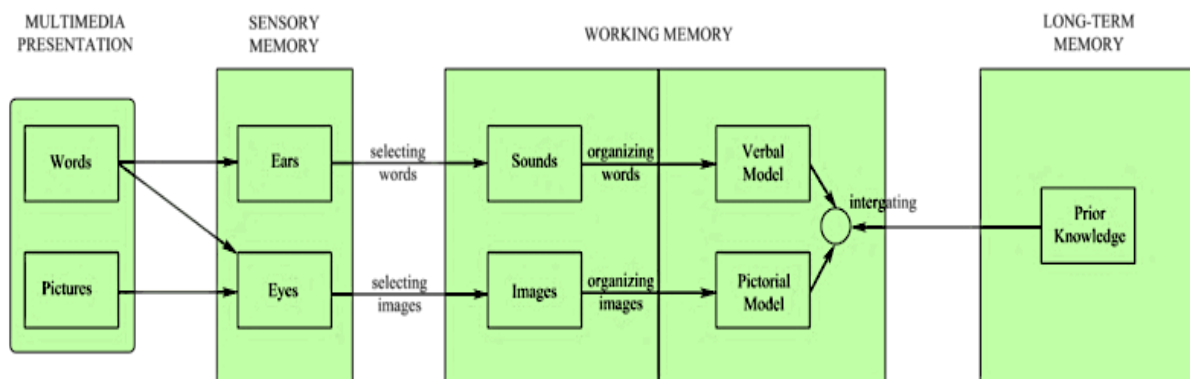 MULTIMEDIA
PRESENTATION
SENSORY
MEMORY
WORKING MEMORY
LONG-TERM
MEMORY
Words
Ears
selecting
words
Sounds
organizing
words
Verbal
Model
intergating
Prior
Knowledge
Pictures
Eyes
selecting
images
Images
organizing
images
Pictorial
Model